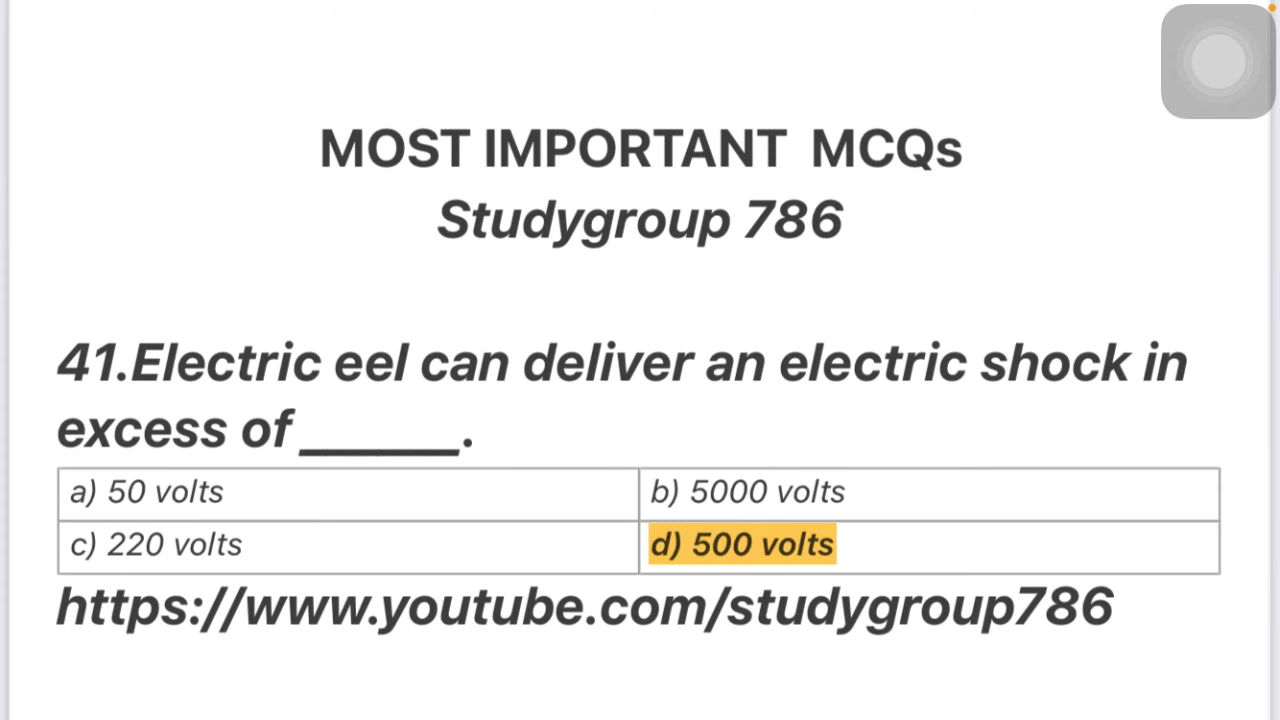 MOST IMPORTANT MCQs
Studygroup 786
41.Electric eel can deliver an electric shock in
excess of ______.
a) 50 volts
b) 5000 volts
c) 220 volts
d) 500 volts
https://www.youtube.com/studygroup786